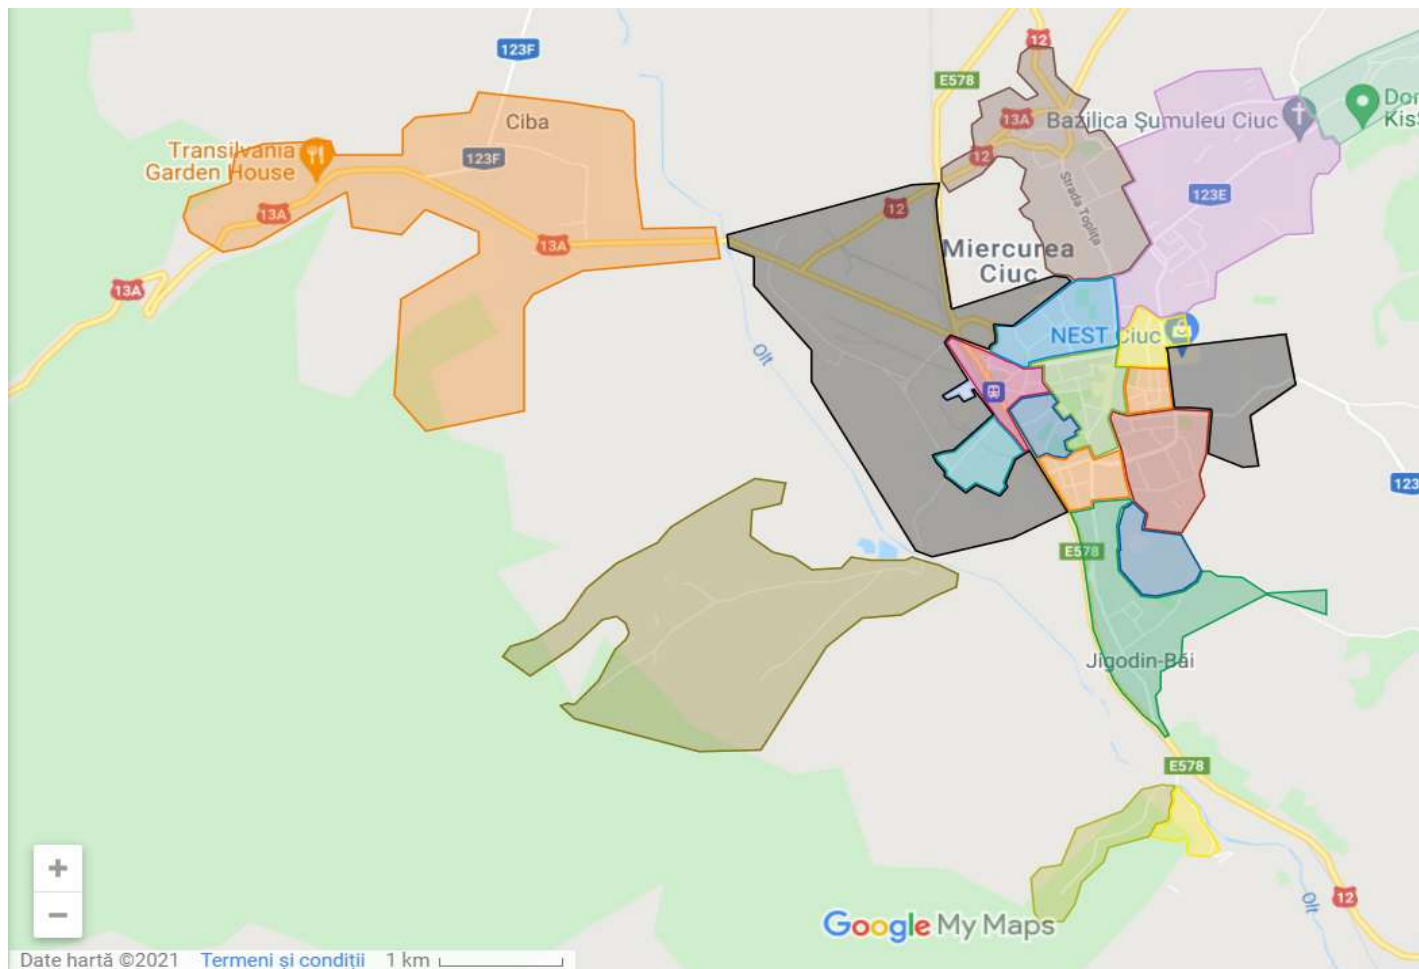 123F
12
E578
Ciba
13A
Bazilica Șumuleu Ciuc
Transilvania
Garden House
123F
12
Strada Toplița
123E
13A
12
13A
Miercurea
Ciuc
13A
NEST Ciuc
Olt
E578
Jigodin-Băi
E578
12
Olt
+
−
Google My Maps
Date hartă ©2021 Termeni și condiții 1 km